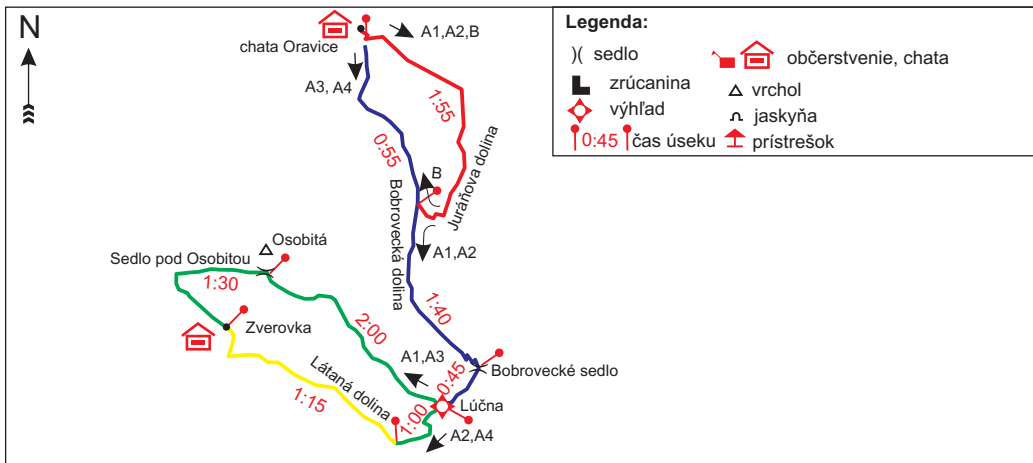 N
chata Oravice
A1,A2,B
A3, A4
1:55
0:55
B
Juráňova dolina
Bobrovecká dolina
A1,A2
Osobitá
Sedlo pod Osobitou
1:30
Zverovka
2:00
1:40
A1,A3
0:45
Bobrovecké sedlo
Látaná dolina
1:15
Lúčna
1:00
A2,A4
Legenda:
)( sedlo
zrúcanina
výhľad
0:45 čas úseku
občerstvenie, chata
vrchol
jaskyňa
prístrešok